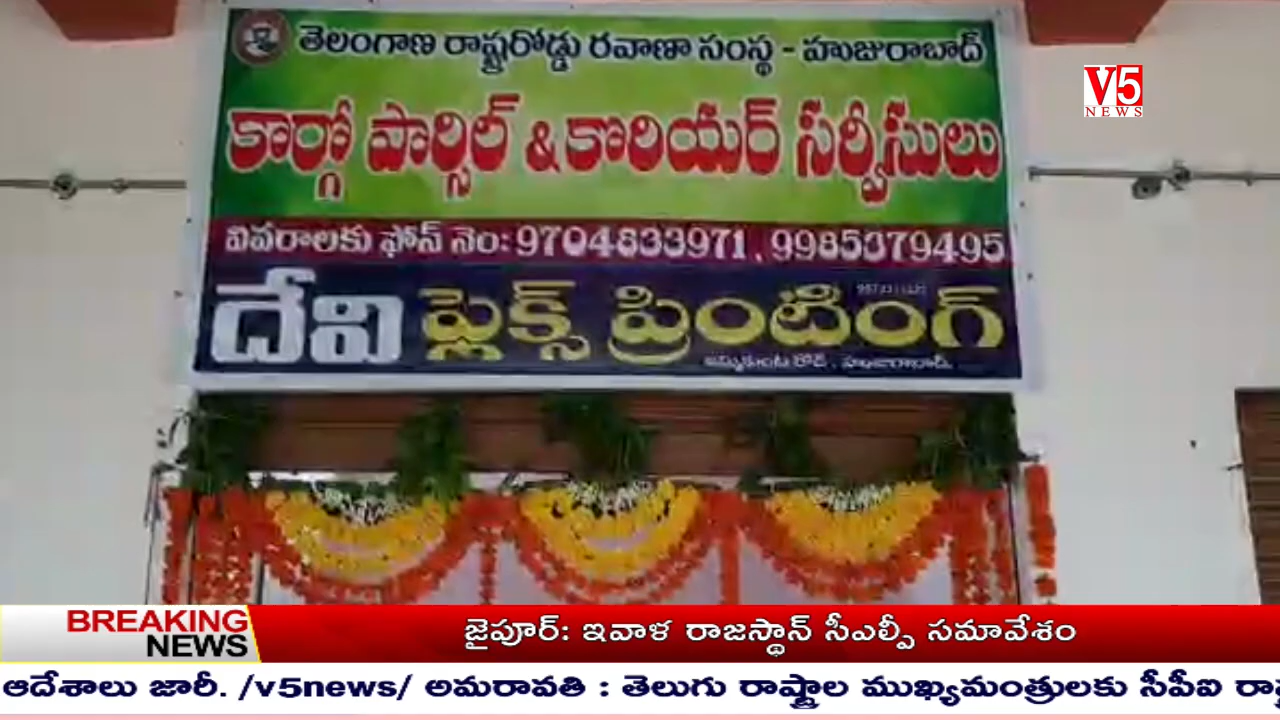 తెలంగాణ రాష్ట్రరోడ్డు రవాణా సంస్థ - హుజురాబాద్
V5
NEWS
కార్గో పార్సిల్ & కొరియర్ సర్వీసులు
వివరాలకు ఫోన్ నెం: 9704833971, 9985379495
దేవి ఫ్లెక్స్ ప్రింటింగ్
జమ్మికుంట రోడ్, హుజురాబాద్.
BREAKING
NEWS
జైపూర్: ఇవాళ రాజస్థాన్ సీఎల్పీ సమావేశం
ఆదేశాలు జారీ. /v5news/ అమరావతి : తెలుగు రాష్ట్రాల ముఖ్యమంత్రులకు సీపీఐ